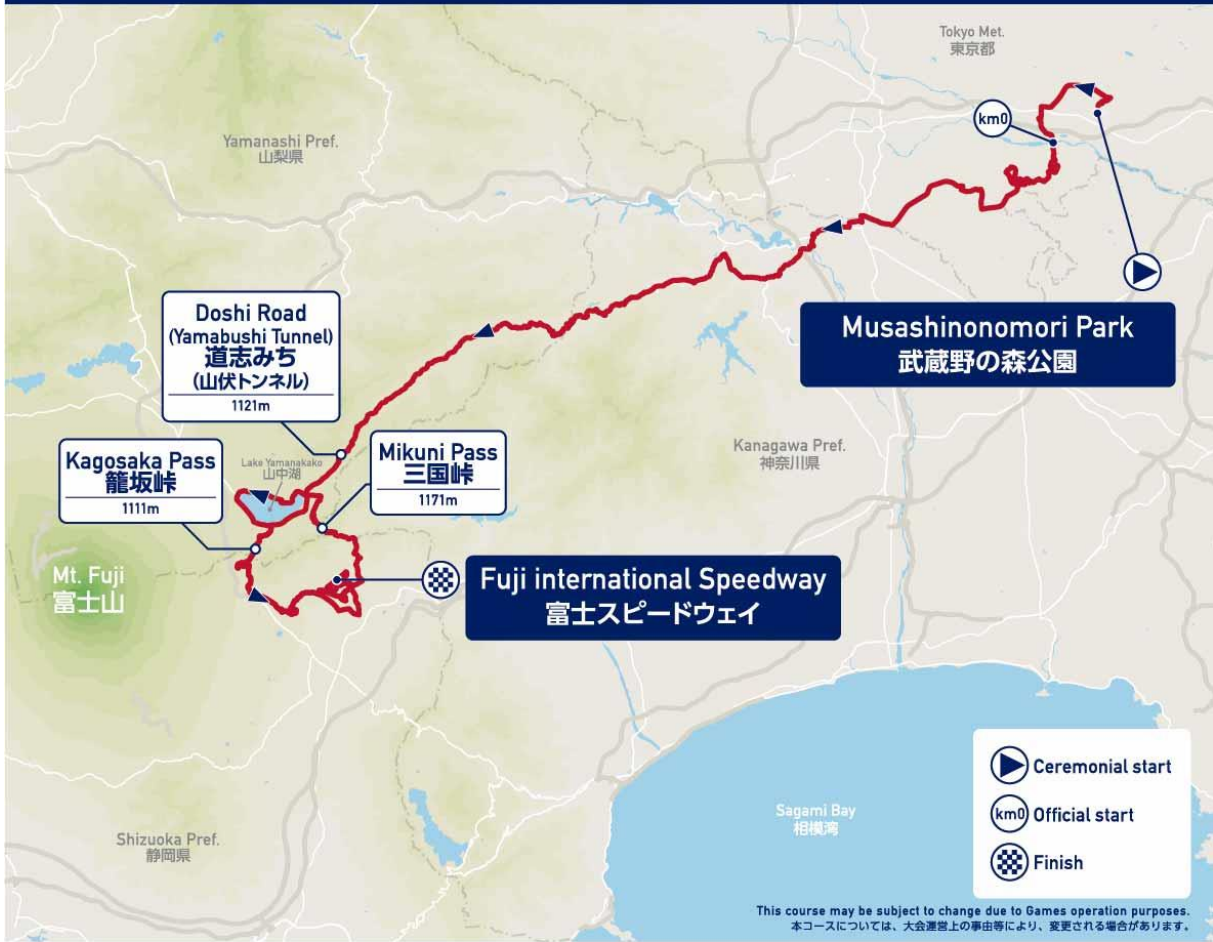 Tokyo Met.
東京都
km0
Yamanashi Pref.
山梨県
Musashinonomori Park
武蔵野の森公園
Doshi Road
(Yamabushi Tunnel)
道志みち
(山伏トンネル)
1121m
Kagosaka Pass
籠坂峠
1111m
Lake Yamanakako
山中湖
Mikuni Pass
三国峠
1171m
Kanagawa Pref.
神奈川県
Mt. Fuji
富士山
Fuji international Speedway
富士スピードウェイ
Sagami Bay
相模湾
Shizuoka Pref.
静岡県
Ceremonial start
km0 Official start
Finish
This course may be subject to change due to Games operation purposes.
本コースについては、大会運営上の事由等により、変更される場合があります。